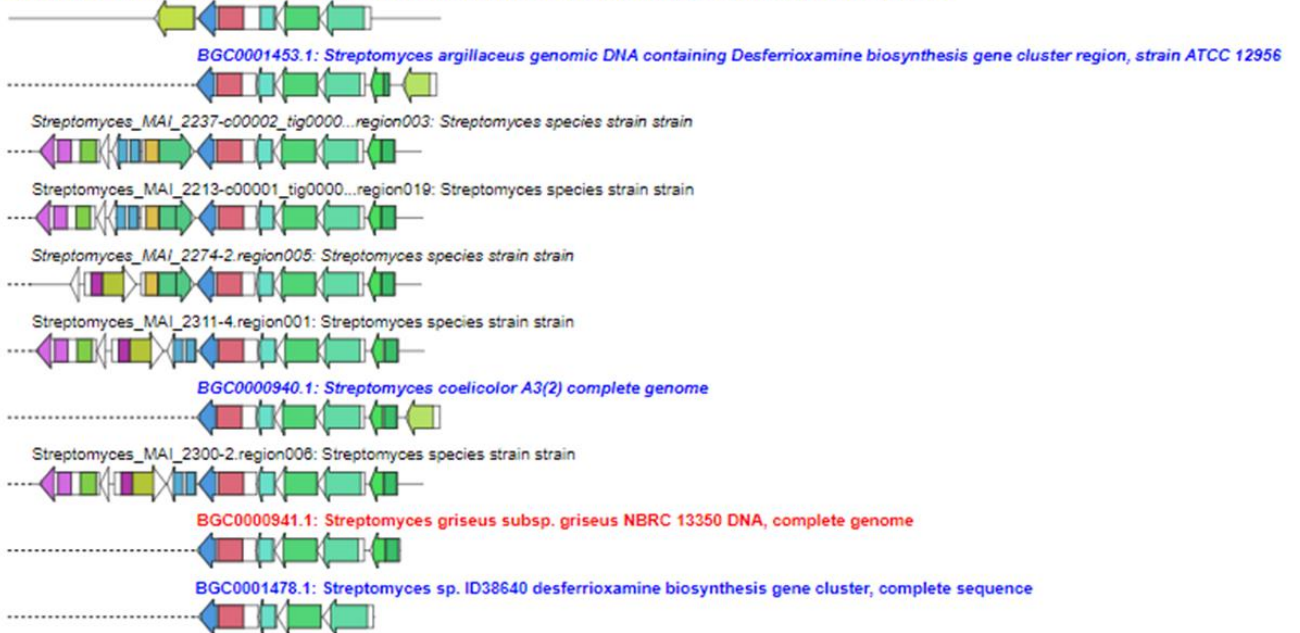 BGC0001453.1: Streptomyces argillaceus genomic DNA containing Desferrioxamine biosynthesis gene cluster region, strain ATCC 12956
Streptomyces_MAI_2237-c00002_tig0000...region003: Streptomyces species strain strain
Streptomyces_MAI_2213-c00001_tig0000...region019: Streptomyces species strain strain
Streptomyces_MAI_2274-2.region005: Streptomyces species strain strain
Streptomyces_MAI_2311-4.region001: Streptomyces species strain strain
BGC0000940.1: Streptomyces coelicolor A3(2) complete genome
Streptomyces_MAI_2300-2.region006: Streptomyces species strain strain
BGC0000941.1: Streptomyces griseus subsp. griseus NBRC 13350 DNA, complete genome
BGC0001478.1: Streptomyces sp. ID38640 desferrioxamine biosynthesis gene cluster, complete sequence